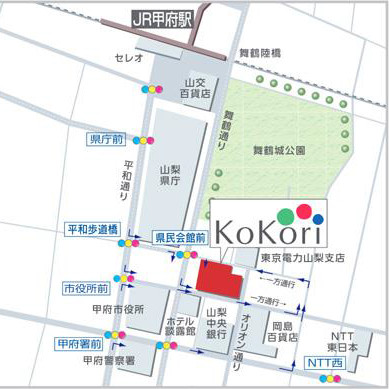 JR甲府駅
セレオ
舞鶴陸橋
山交
百貨店
舞鶴通り
県庁前
舞鶴城公園
平和通り
山梨
県庁
平和歩道橋
県民会館前
KoKori
東京電力山梨支店
←一方通行
市役所前
一方通行→
甲府市役所
ホテル
談露館
山梨
中央
銀行
オリオン通り
岡島
百貨店
NTT
東日本
甲府署前
甲府警察署
NTT西